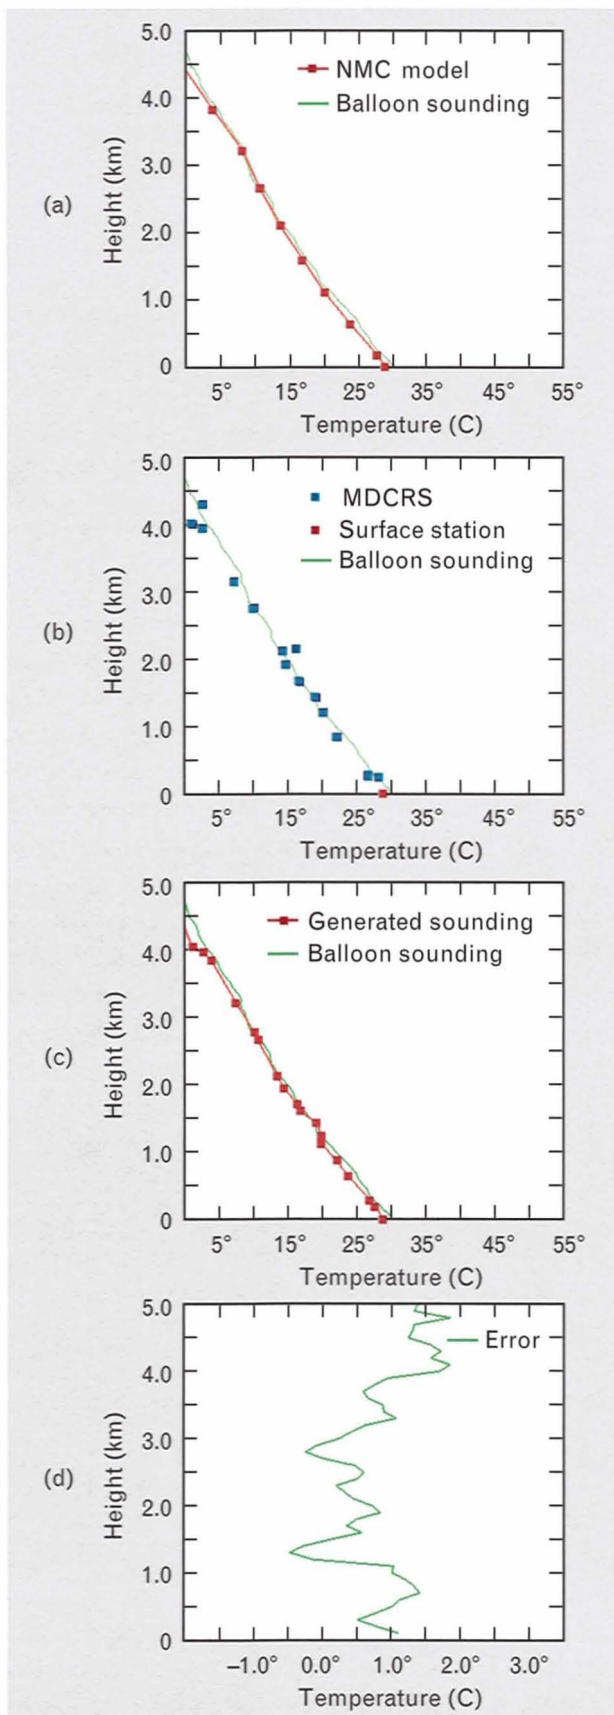 (a)
Height (km)
5.0
4.0
3.0
2.0
1.0
0
NMC model
Balloon sounding
5° 15° 25° 35° 45° 55°
Temperature (C)
(b)
Height (km)
5.0
4.0
3.0
2.0
1.0
0
MDCRS
Surface station
Balloon sounding
5° 15° 25° 35° 45° 55°
Temperature (C)
(c)
Height (km)
5.0
4.0
3.0
2.0
1.0
0
Generated sounding
Balloon sounding
5° 15° 25° 35° 45° 55°
Temperature (C)
(d)
Height (km)
5.0
4.0
3.0
2.0
1.0
0
Error
–1.0° 0.0° 1.0° 2.0° 3.0°
Temperature (C)